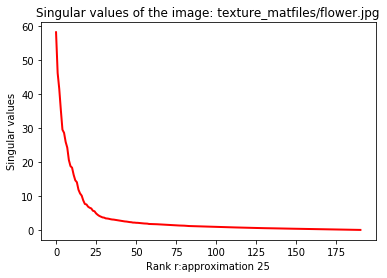 Singular values of the image: texture_matfiles/flower.jpg
60
50
40
30
20
10
0
Singular values
0 25 50 75 100 125 150 175
Rank r:approximation 25